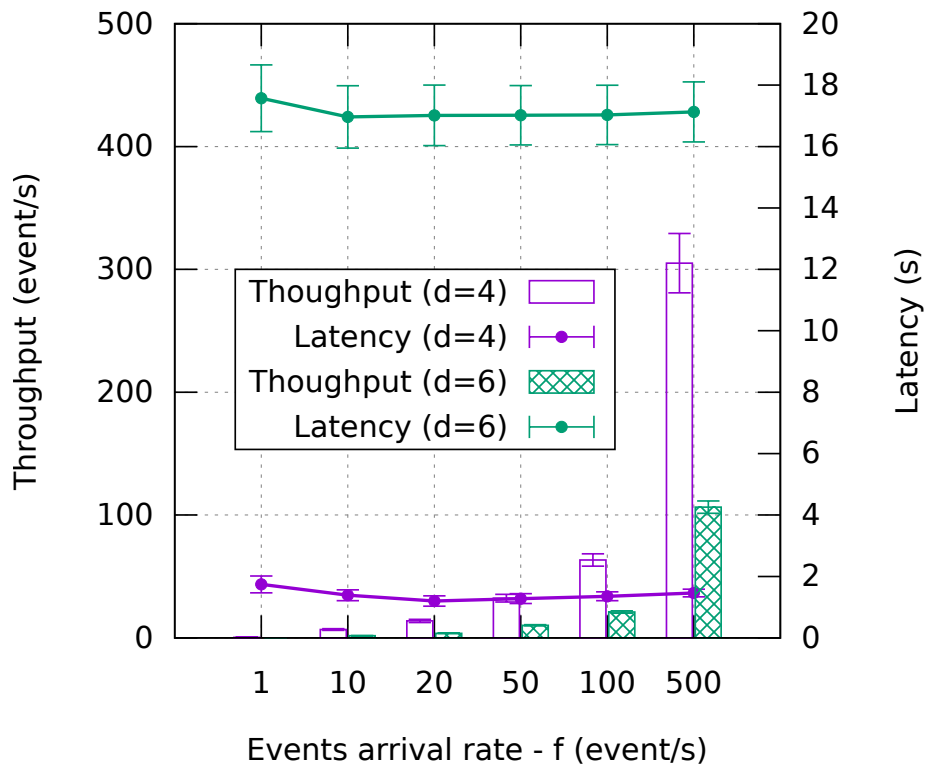 500
400
300
200
100
0
Throughput (event/s)
20
18
16
14
12
10
8
6
4
2
0
Latency (s)
Thoughput (d=4)
Latency (d=4)
Thoughput (d=6)
Latency (d=6)
1 10 20 50 100 500
Events arrival rate - f (event/s)